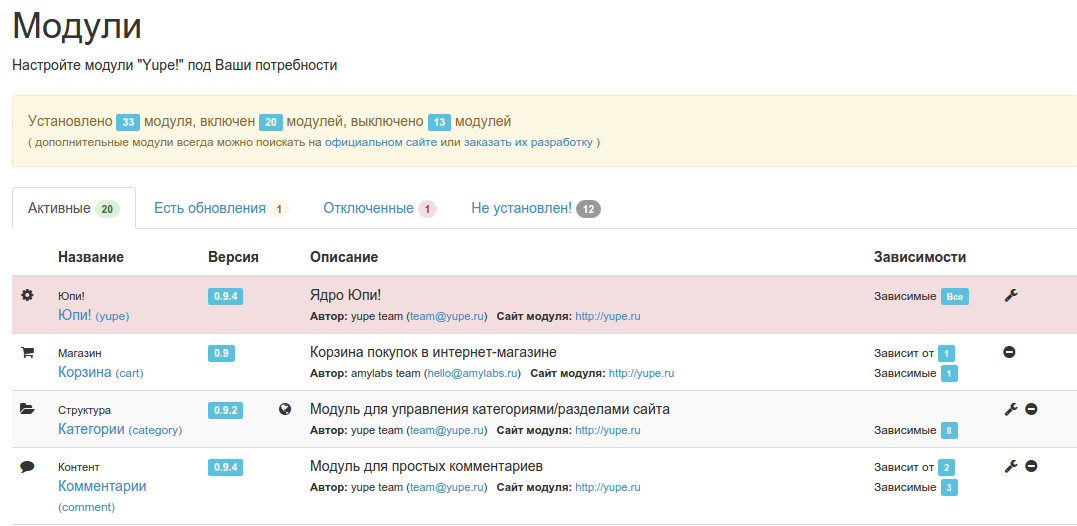 Модули
Настройте модули "Yupe!" под Ваши потребности
Установлено 33 модуля, включен 20 модулей, выключено 13 модулей
( дополнительные модули всегда можно поискать на официальном сайте или заказать их разработку )
Активные 20 Есть обновления 1 Отключенные 1 Не установлен! 12
Название Версия Описание Зависимости
Юпи! 0.9.4 Ядро Юпи! Зависимые Все
Юпи! (yupe) Автор: yupe team (team@yupe.ru) Сайт модуля: http://yupe.ru
Магазин 0.9 Корзина покупок в интернет-магазине Зависит от 1
Корзина (cart) Автор: amylabs team (hello@amylabs.ru) Сайт модуля: http://yupe.ru Зависимые 1
Структура 0.9.2 Модуль для управления категориями/разделами сайта
Категории (category) Автор: yupe team (team@yupe.ru) Сайт модуля: http://yupe.ru Зависимые 8
Контент 0.9.4 Модуль для простых комментариев Зависит от 2
Комментарии Автор: yupe team (team@yupe.ru) Сайт модуля: http://yupe.ru Зависимые 3
(comment)